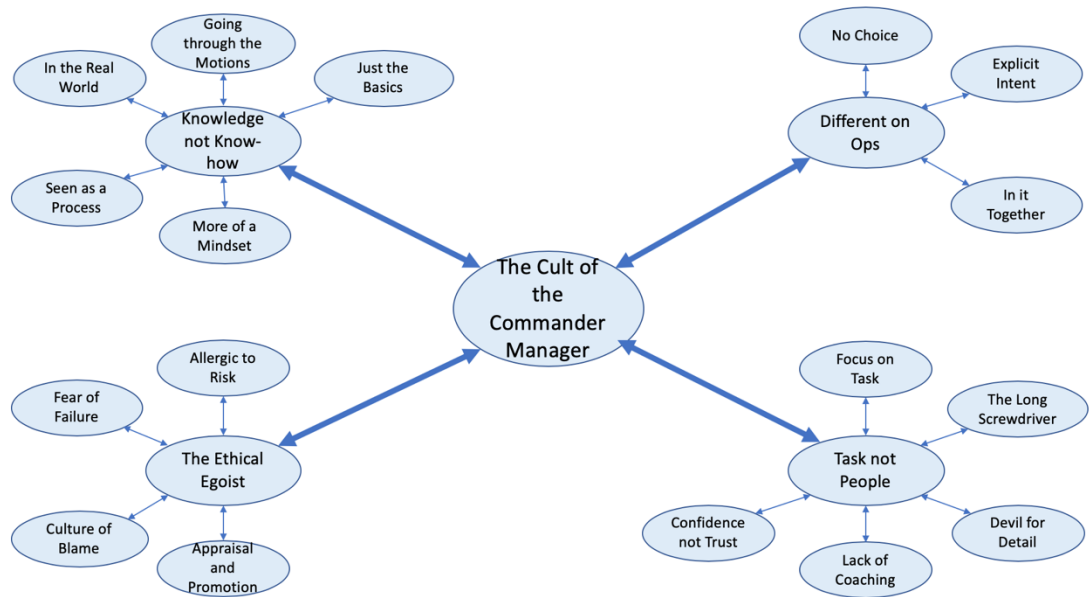 Going
through the
Motions
In the Real
World
Just the
Basics
Knowledge
not Know-
how
Seen as a
Process
More of a
Mindset
No Choice
Explicit
Intent
Different on
Ops
In it
Together
The Cult of
the
Commander
Manager
Allergic to
Risk
Fear of
Failure
The Ethical
Egoist
Culture of
Blame
Appraisal
and
Promotion
Focus on
Task
The Long
Screwdriver
Task not
People
Confidence
not Trust
Devil for
Detail
Lack of
Coaching